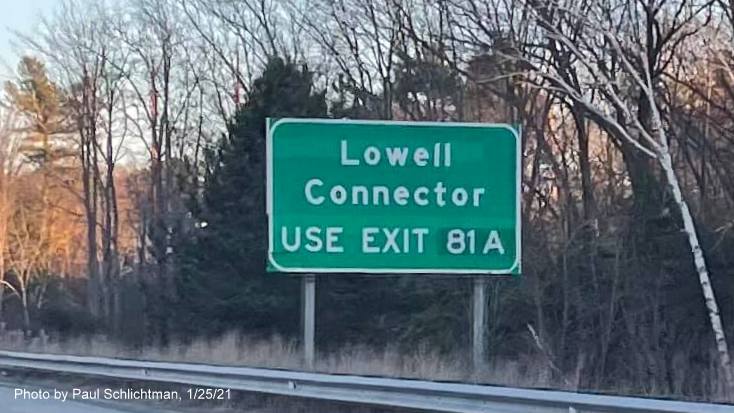 Lowell
Connector
USE EXIT 81A
Photo by Paul Schlichtman, 1/25/21